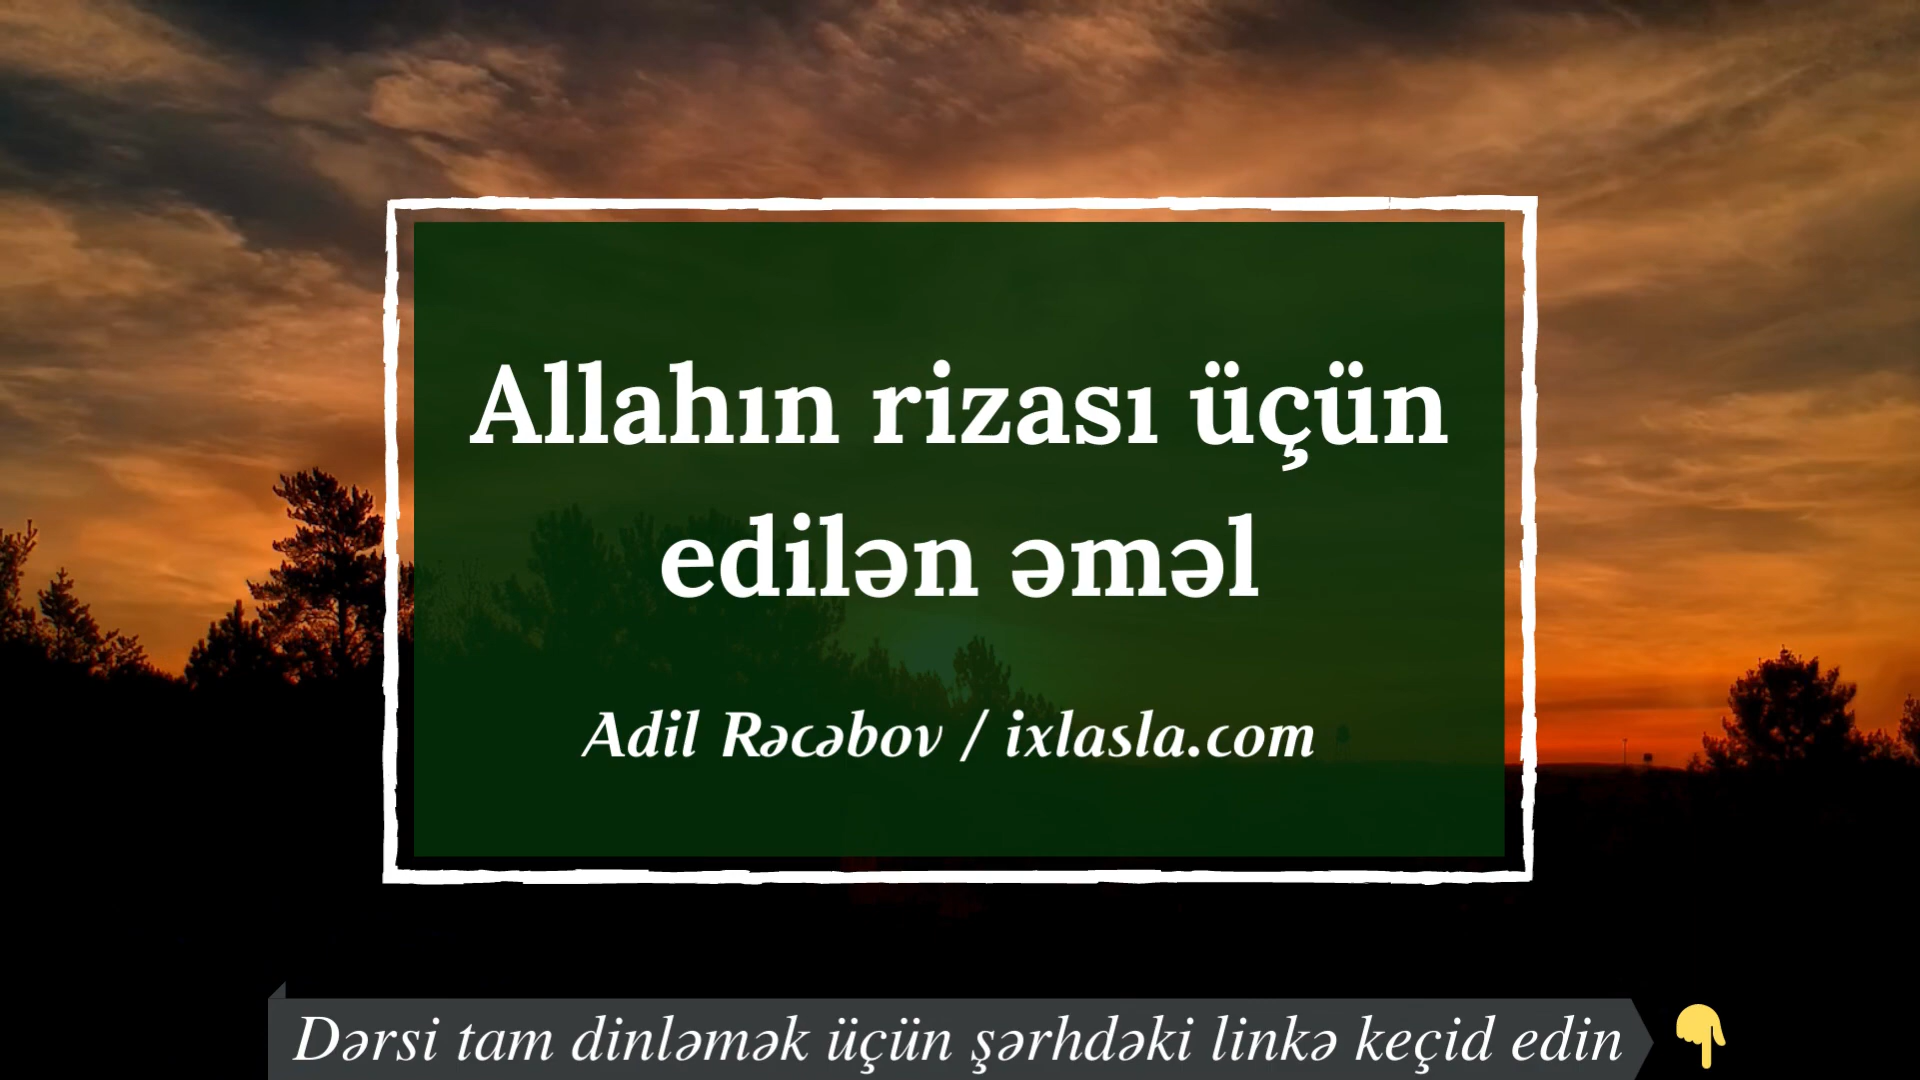 Allahın rizası üçün
edilən əməl
Adil Rəcəbov / ixlasla.com
Dərsi tam dinləmək üçün şərhdəki linkə keçid edin